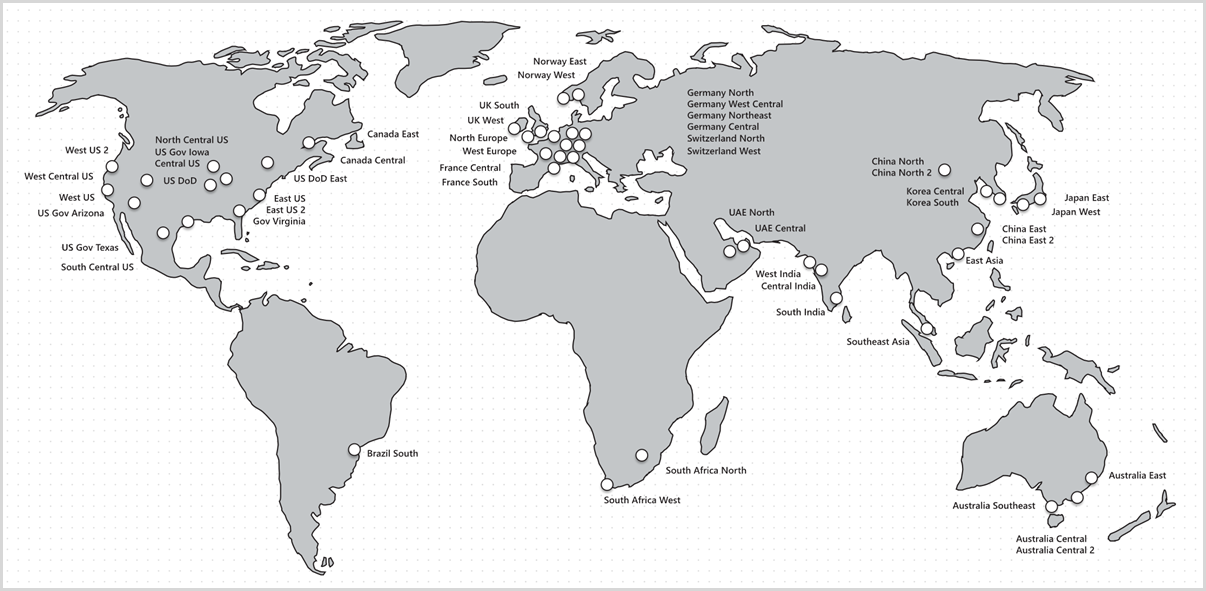 Norway East
Norway West
UK South
UK West
North Europe
West Europe
France Central
France South
Germany North
Germany West Central
Germany Northeast
Germany Central
Switzerland North
Switzerland West
Canada East
Canada Central
North Central US
US Gov Iowa
Central US
US DoD
US DoD East
West US 2
West Central US
West US
US Gov Arizona
East US
East US 2
Gov Virginia
US Gov Texas
South Central US
China North
China North 2
Korea Central
Korea South
Japan East
Japan West
China East
China East 2
East Asia
UAE North
UAE Central
West India
Central India
South India
Southeast Asia
Brazil South
South Africa North
South Africa West
Australia East
Australia Southeast
Australia Central
Australia Central 2